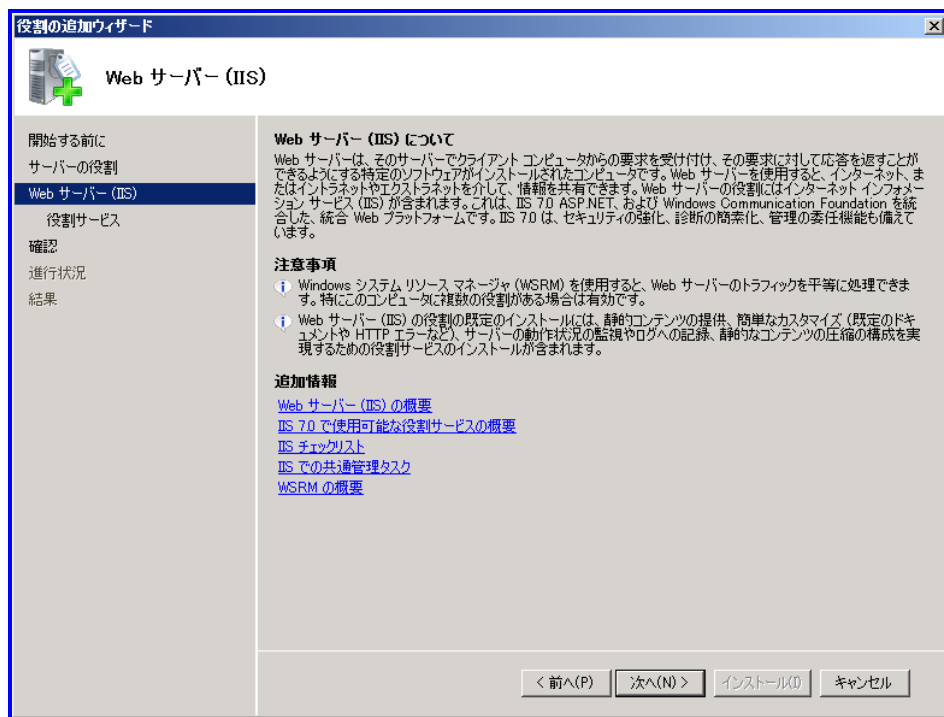 役割の追加ウィザード
Web サーバー (IIS)
開始する前に
サーバーの役割
Web サーバー (IIS)
役割サービス
確認
進行状況
結果
Web サーバー (IIS) について
Web サーバーは、そのサーバーでクライアント コンピュータからの要求を受け付け、その要求に対して応答を返すことが
できるようにする特定のソフトウェアがインストールされたコンピュータです。Web サーバーを使用すると、インターネット、ま
たはイントラネットやエクストラネットを介して、情報を共有できます。Web サーバーの役割にはインターネット インフォメー
ション サービス (IIS) が含まれます。これは、IIS 7.0 ASP.NET、および Windows Communication Foundation を統
合した、統合 Web プラットフォームです。IIS 7.0 は、セキュリティの強化、診断の簡素化、管理の委任機能も備えて
います。
注意事項
Windows システム リソース マネージャ (WSRM) を使用すると、Web サーバーのトラフィックを平等に処理できま
す。特にこのコンピュータに複数の役割がある場合は有効です。
Web サーバー (IIS) の役割の既定のインストールには、静的コンテンツの提供、簡単なカスタマイズ (既定のドキ
ュメントや HTTP エラーなど)、サーバーの動作状況の監視やログへの記録、静的なコンテンツの圧縮の構成を実
現するための役割サービスのインストールが含まれます。
追加情報
Web サーバー (IIS) の概要
IIS 7.0 で使用可能な役割サービスの概要
IIS チェックリスト
IIS での共通管理タスク
WSRM の概要
< 前へ(P) 次へ(N) > インストール(I) キャンセル